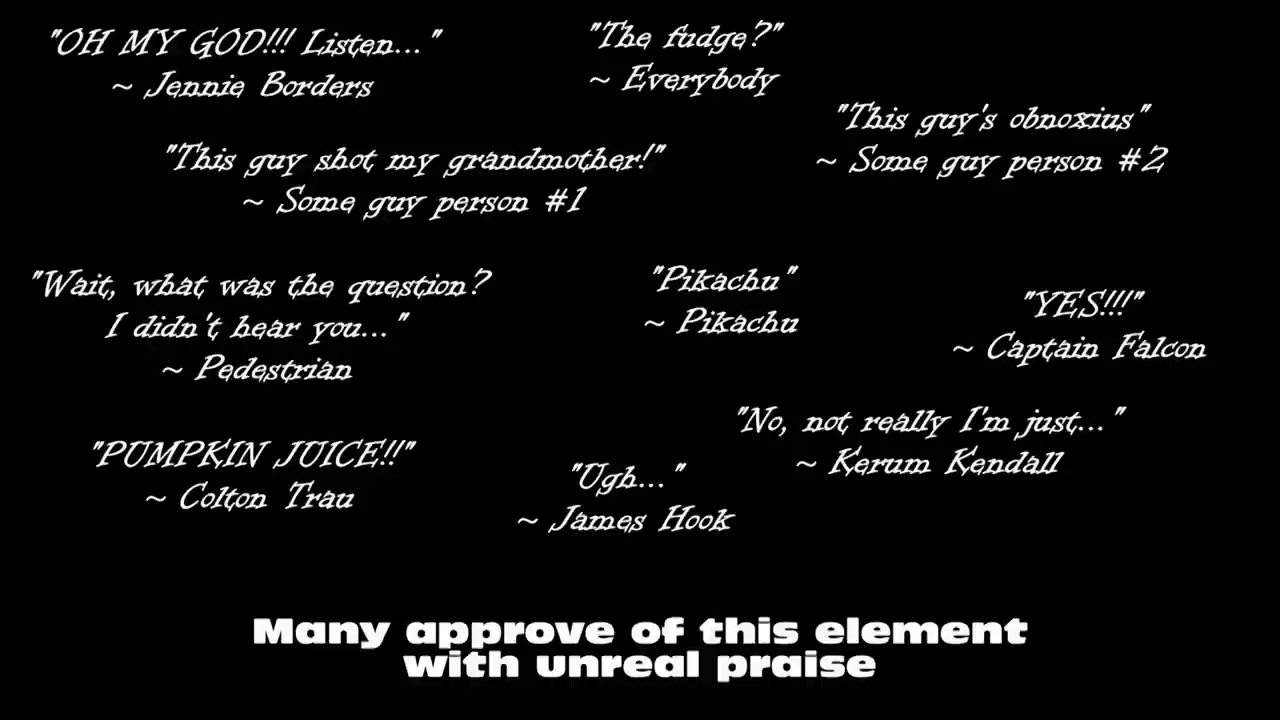 "OH MY GOD!!! Listen..."
~ Jennie Borders
"The fudge?"
~ Everybody
"This guy's obnoxius"
~ Some guy person #2
"This guy shot my grandmother!"
~ Some guy person #1
"Wait, what was the question?
I didn't hear you..."
~ Pedestrian
"Pikachu"
~ Pikachu
"YES!!!"
~ Captain Falcon
"No, not really I'm just..."
~ Kerum Kendall
"PUMPKIN JUICE!!"
~ Colton Trau
"Ugh..."
~ James Hook
Many approve of this element
with unreal praise